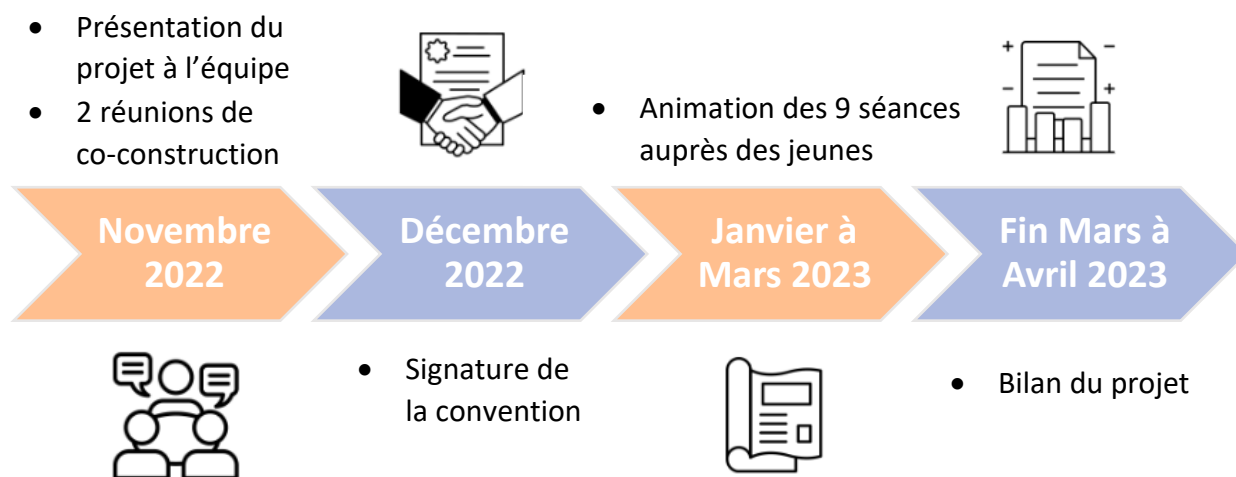 • Présentation du
projet à l’équipe
• 2 réunions de
co-construction
• Animation des 9 séances
auprès des jeunes
Novembre
2022
Décembre
2022
Janvier à
Mars 2023
Fin Mars à
Avril 2023
• Signature de
la convention
• Bilan du projet